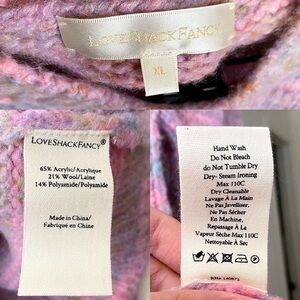 LOVESHACKFANCY
XL
LOVESHACKFANCY®
65% Acrylic/Acrylique
21% Wool/Laine
14% Polyamide/Polyamide
Made in China/
Fabriqué en Chine
Hand Wash
Do Not Bleach
do Not Tumble Dry
Dry- Steam Ironing
Max 110C
Dry Cleanable
Lavage À La Main
Ne Pas Javelliser,
Ne Pas Sécher
En Machine,
Repassage À La
Vapeur Sèche Max 110C
Nettoyable À Sec